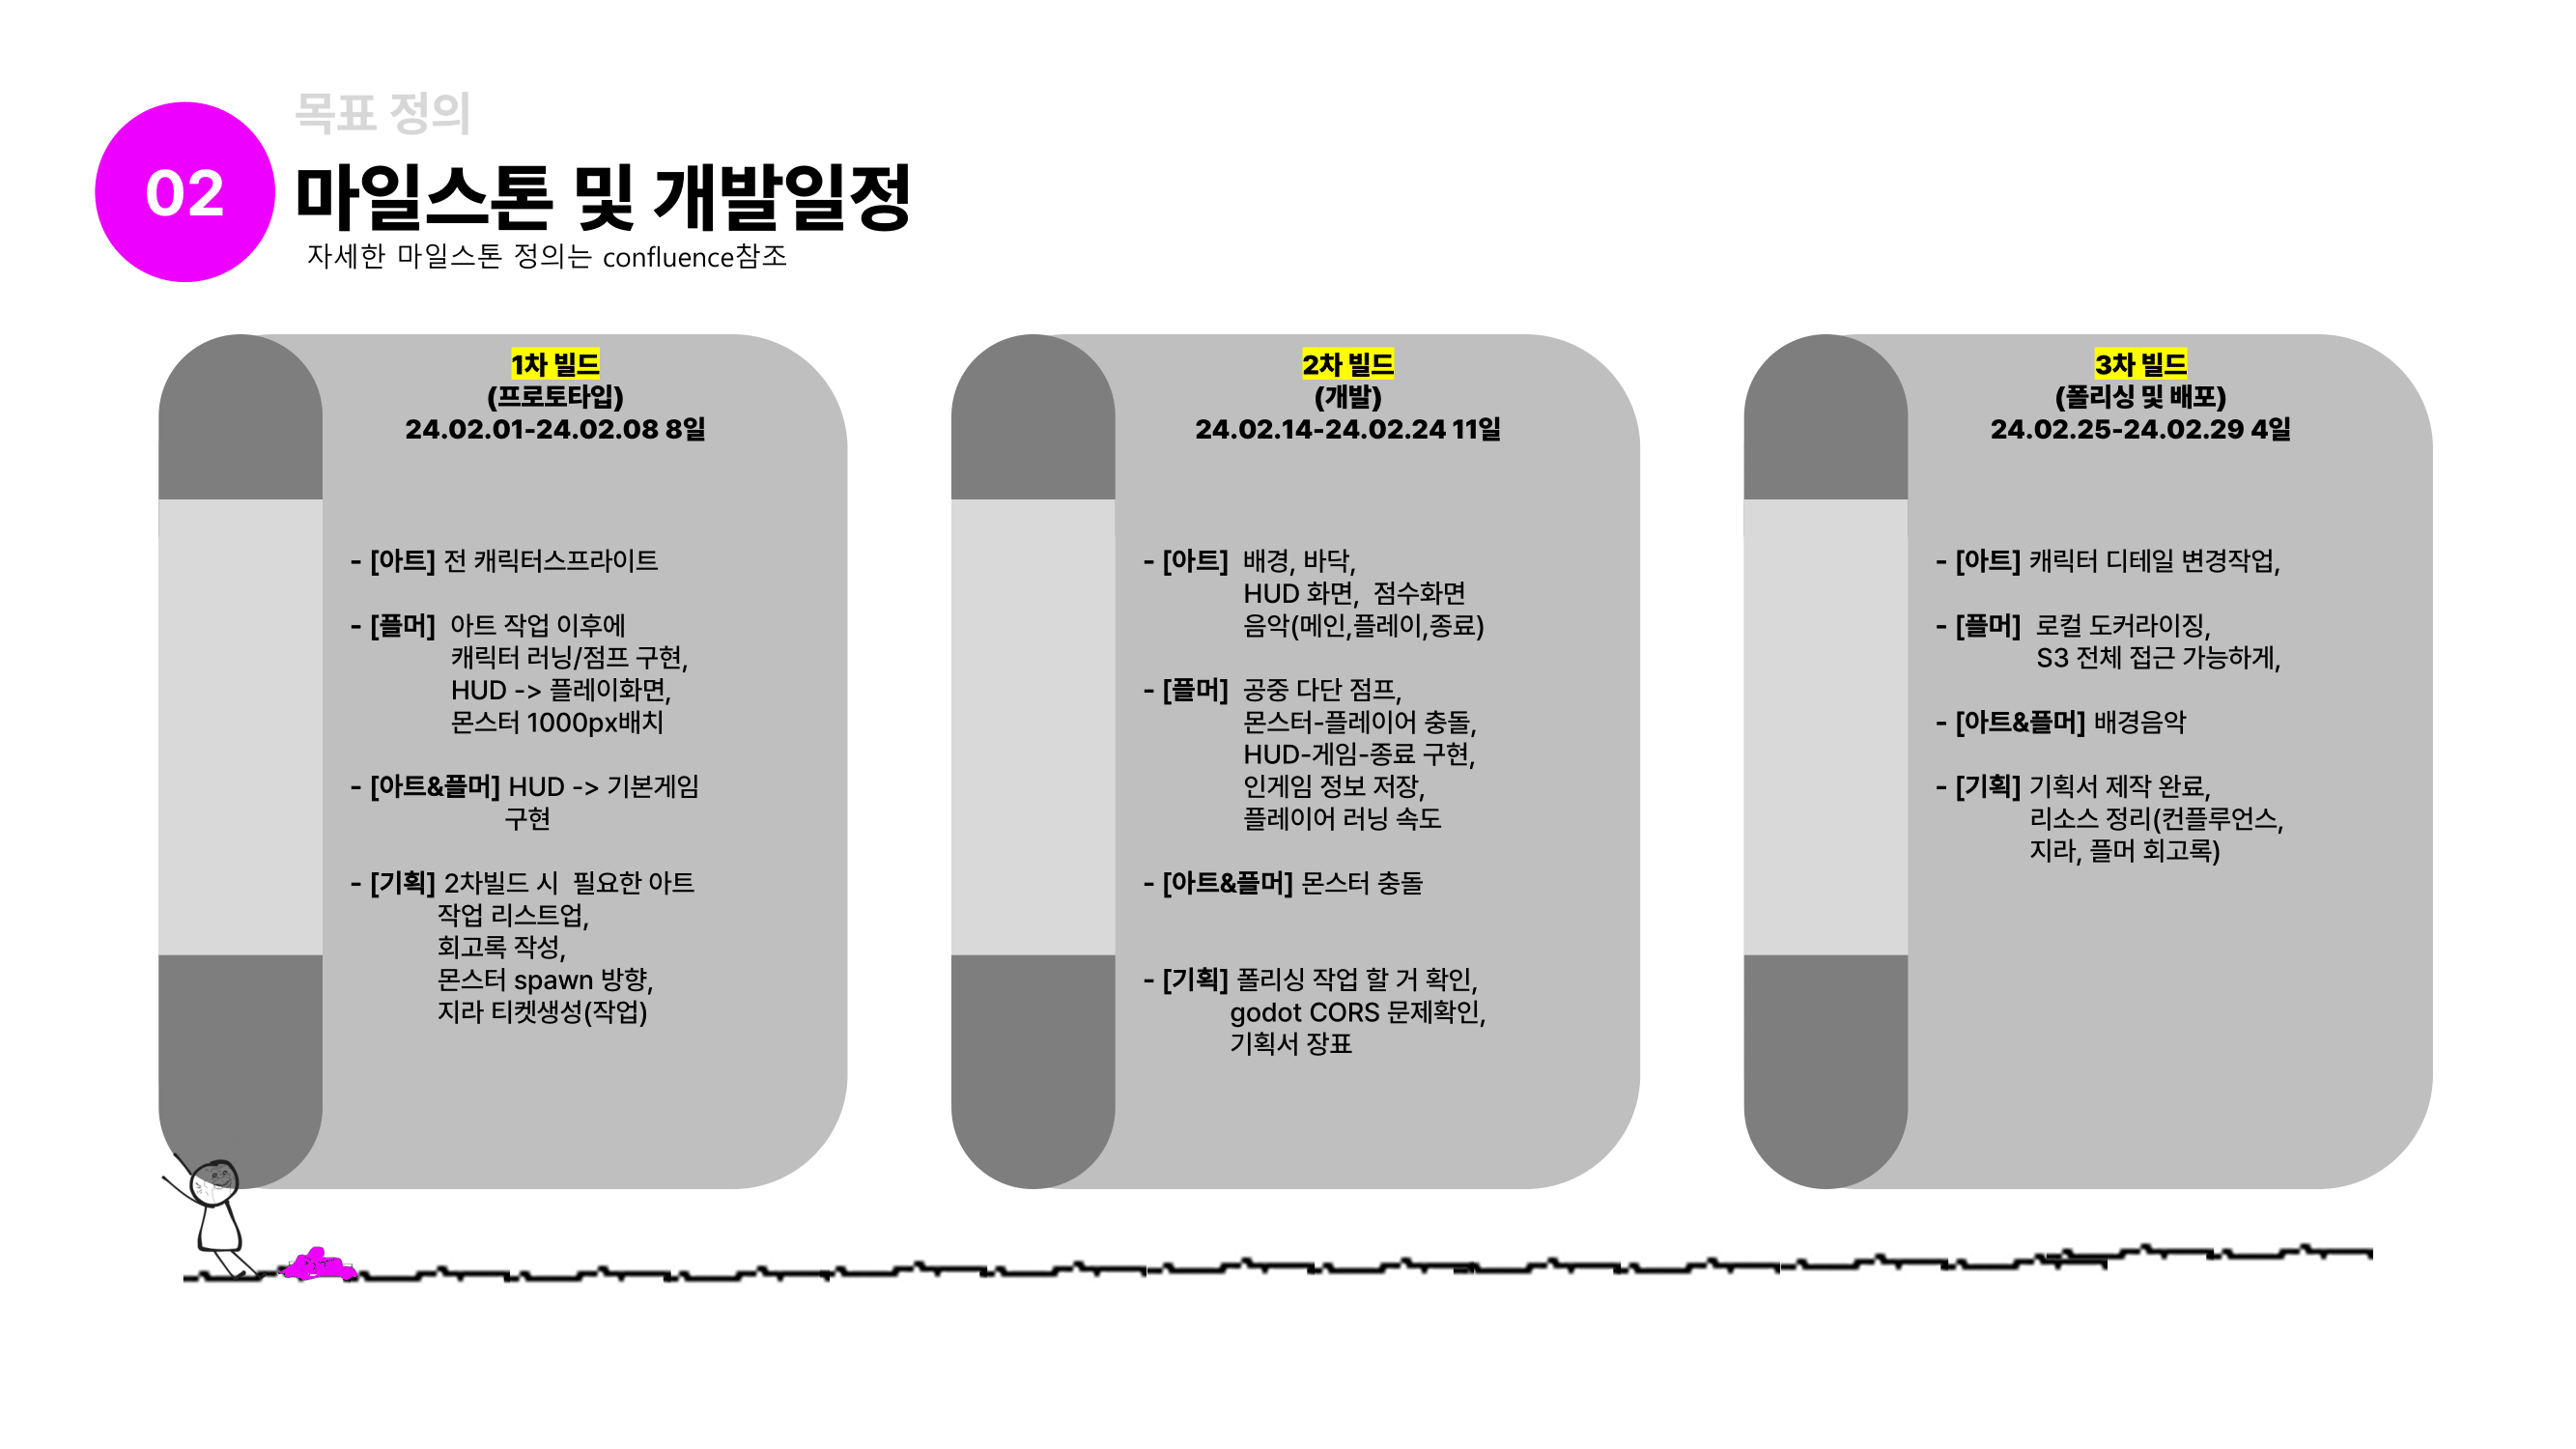 목표 정의
02
마일스톤 및 개발일정
자세한 마일스톤 정의는 confluence참조
1차 빌드
(프로토타입)
24.02.01-24.02.08 8일
- [아트] 전 캐릭터스프라이트
- [플머] 아트 작업 이후에
캐릭터 러닝/점프 구현,
HUD -> 플레이화면,
몬스터 1000px배치
- [아트&플머] HUD -> 기본게임
구현
- [기획] 2차빌드 시 필요한 아트
작업 리스트업,
회고록 작성,
몬스터 spawn 방향,
지라 티켓생성(작업)
2차 빌드
(개발)
24.02.14-24.02.24 11일
- [아트] 배경, 바닥,
HUD 화면, 점수화면
음악(메인,플레이,종료)
- [플머] 공중 다단 점프,
몬스터-플레이어 충돌,
HUD-게임-종료 구현,
인게임 정보 저장,
플레이어 러닝 속도
- [아트&플머] 몬스터 충돌
- [기획] 폴리싱 작업 할 거 확인,
godot CORS 문제확인,
기획서 장표
3차 빌드
(폴리싱 및 배포)
24.02.25-24.02.29 4일
- [아트] 캐릭터 디테일 변경작업,
- [플머] 로컬 도커라이징,
S3 전체 접근 가능하게,
- [아트&플머] 배경음악
- [기획] 기획서 제작 완료,
리소스 정리(컨플루언스,
지라, 플머 회고록)